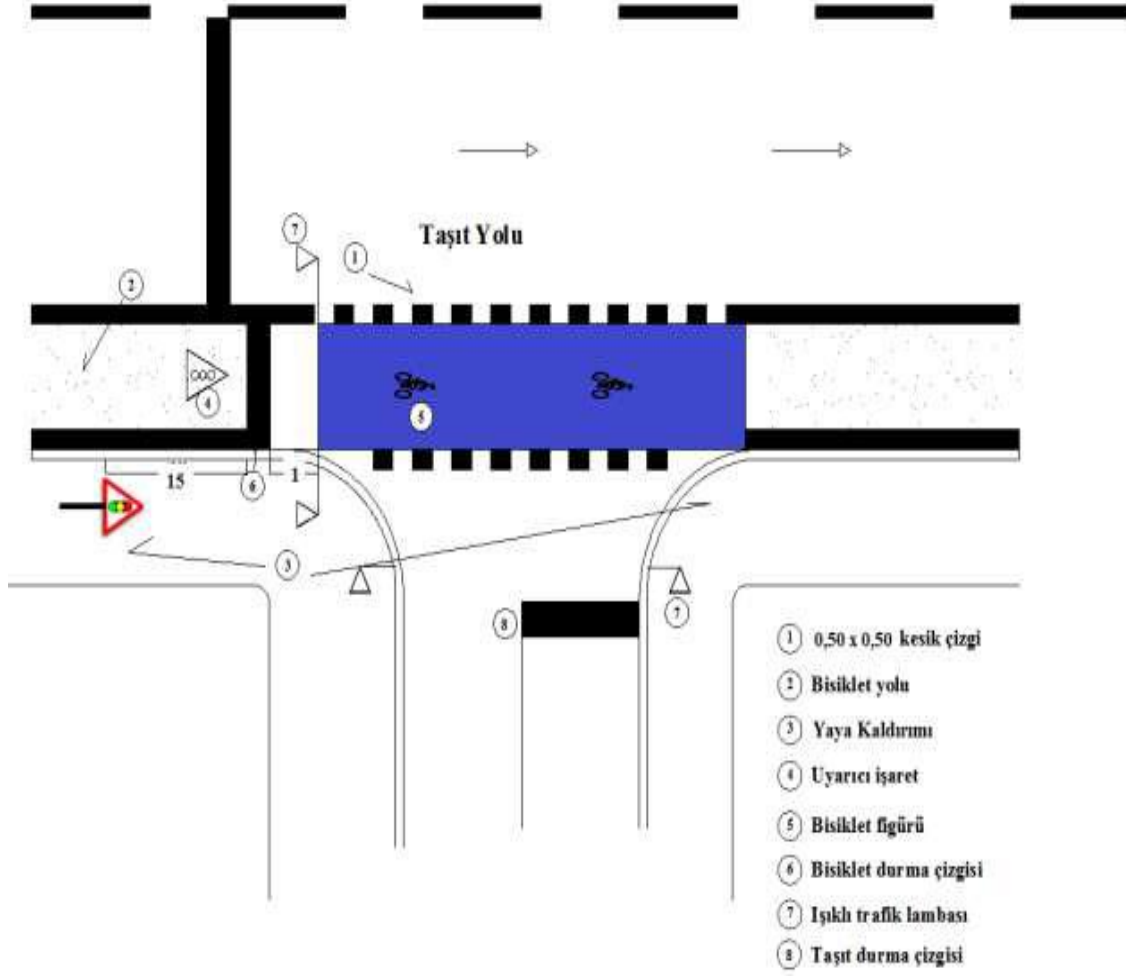 7
Taşıt Yolu
1
2
4
5
15
6
1
3
8
7
1 0,50 x 0,50 kesik çizgi
2 Bisiklet yolu
3 Yaya Kaldırımı
4 Uyarıcı işaret
5 Bisiklet figürü
6 Bisiklet durma çizgisi
7 Işıklı trafik lambası
8 Taşıt durma çizgisi